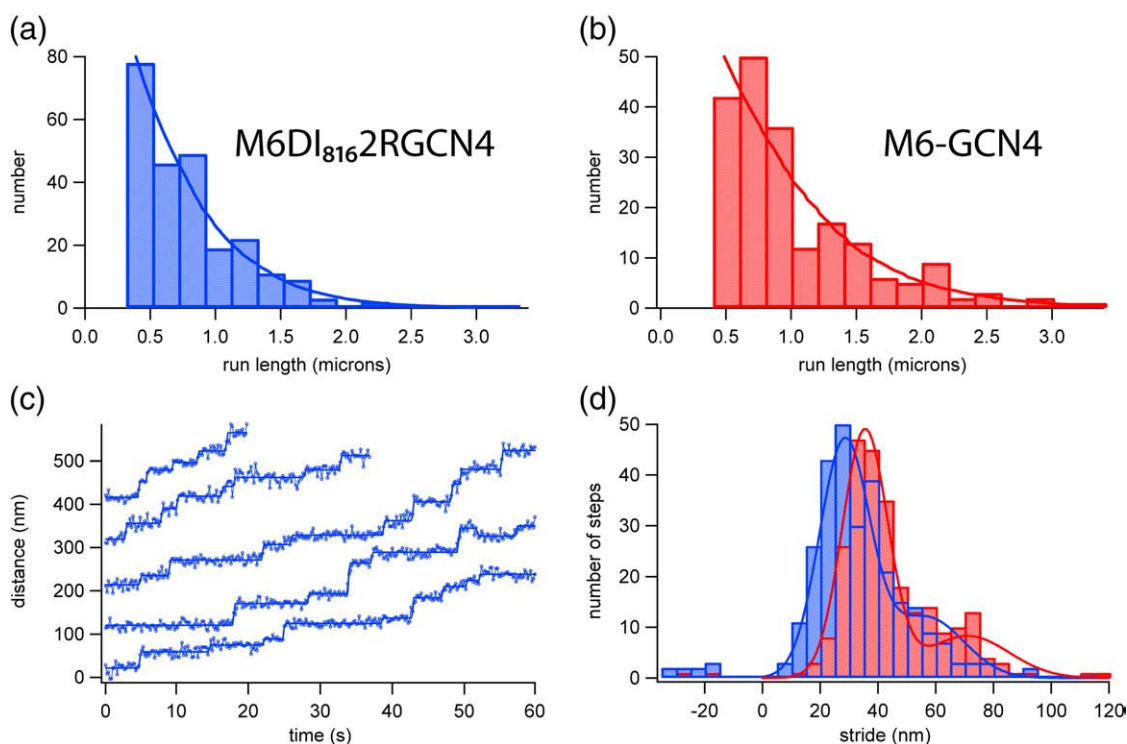 (a)
80
60
40
20
0
number
M6DI₈₁₆2RGCN4
0.0 0.5 1.0 1.5 2.0 2.5 3.0
run length (microns)
(b)
50
40
30
20
10
0
number
M6-GCN4
0.0 0.5 1.0 1.5 2.0 2.5 3.0
run length (microns)
(c)
500
400
300
200
100
0
distance (nm)
0 10 20 30 40 50 60
time (s)
(d)
50
40
30
20
10
0
number of steps
-20 0 20 40 60 80 100 120
stride (nm)